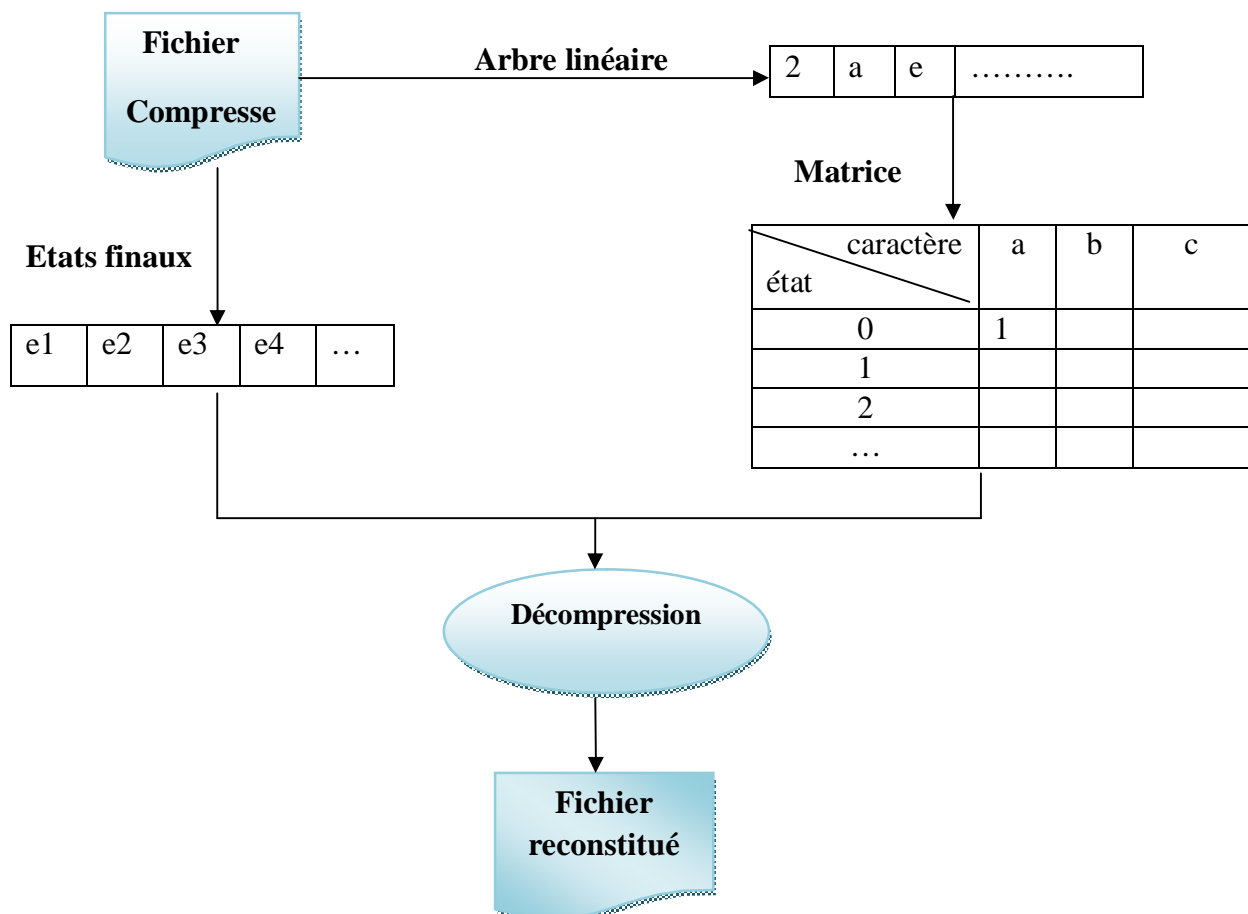 Fichier
Compresse
Arbre linéaire
2 a e ……….
Matrice
Etats finaux
caractère a b c
état
0 1
1
2
…
e1 e2 e3 e4 …
Décompression
Fichier
reconstitué